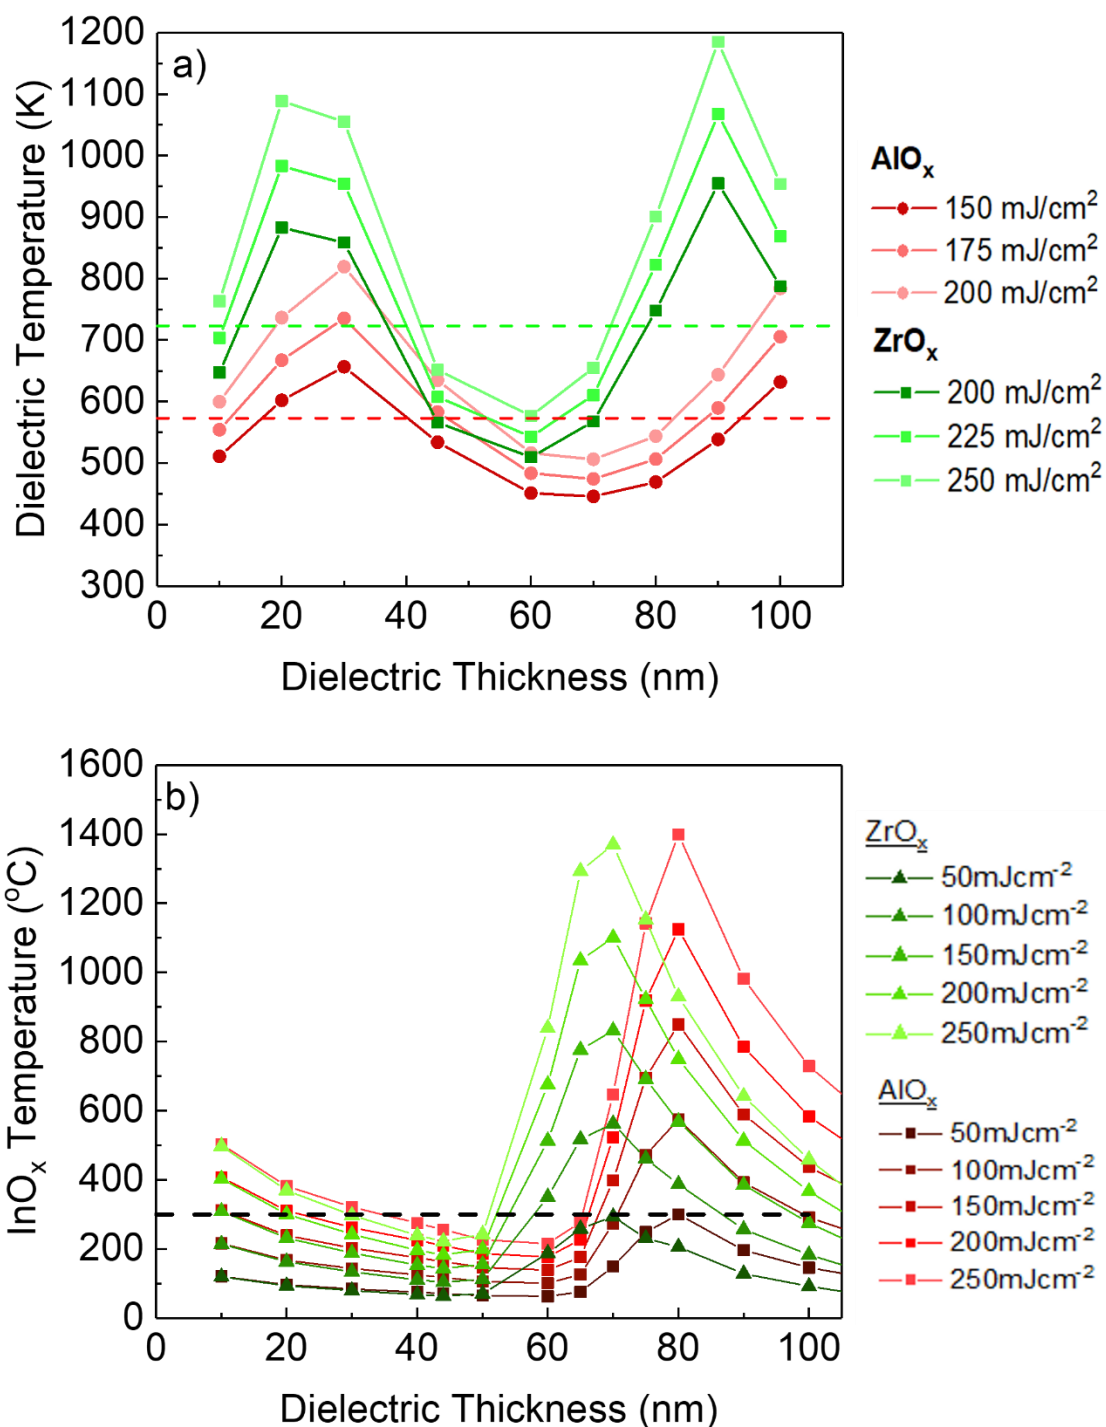 a)
1200
1100
1000
900
800
700
600
500
400
300
0 20 40 60 80 100
Dielectric Temperature (K)
Dielectric Thickness (nm)
AlOₓ
150 mJ/cm²
175 mJ/cm²
200 mJ/cm²
ZrOₓ
200 mJ/cm²
225 mJ/cm²
250 mJ/cm²
b)
1600
1400
1200
1000
800
600
400
200
0
0 20 40 60 80 100
InOₓ Temperature (⁰C)
Dielectric Thickness (nm)
ZrOₓ
50mJcm⁻²
100mJcm⁻²
150mJcm⁻²
200mJcm⁻²
250mJcm⁻²
AlOₓ
50mJcm⁻²
100mJcm⁻²
150mJcm⁻²
200mJcm⁻²
250mJcm⁻²